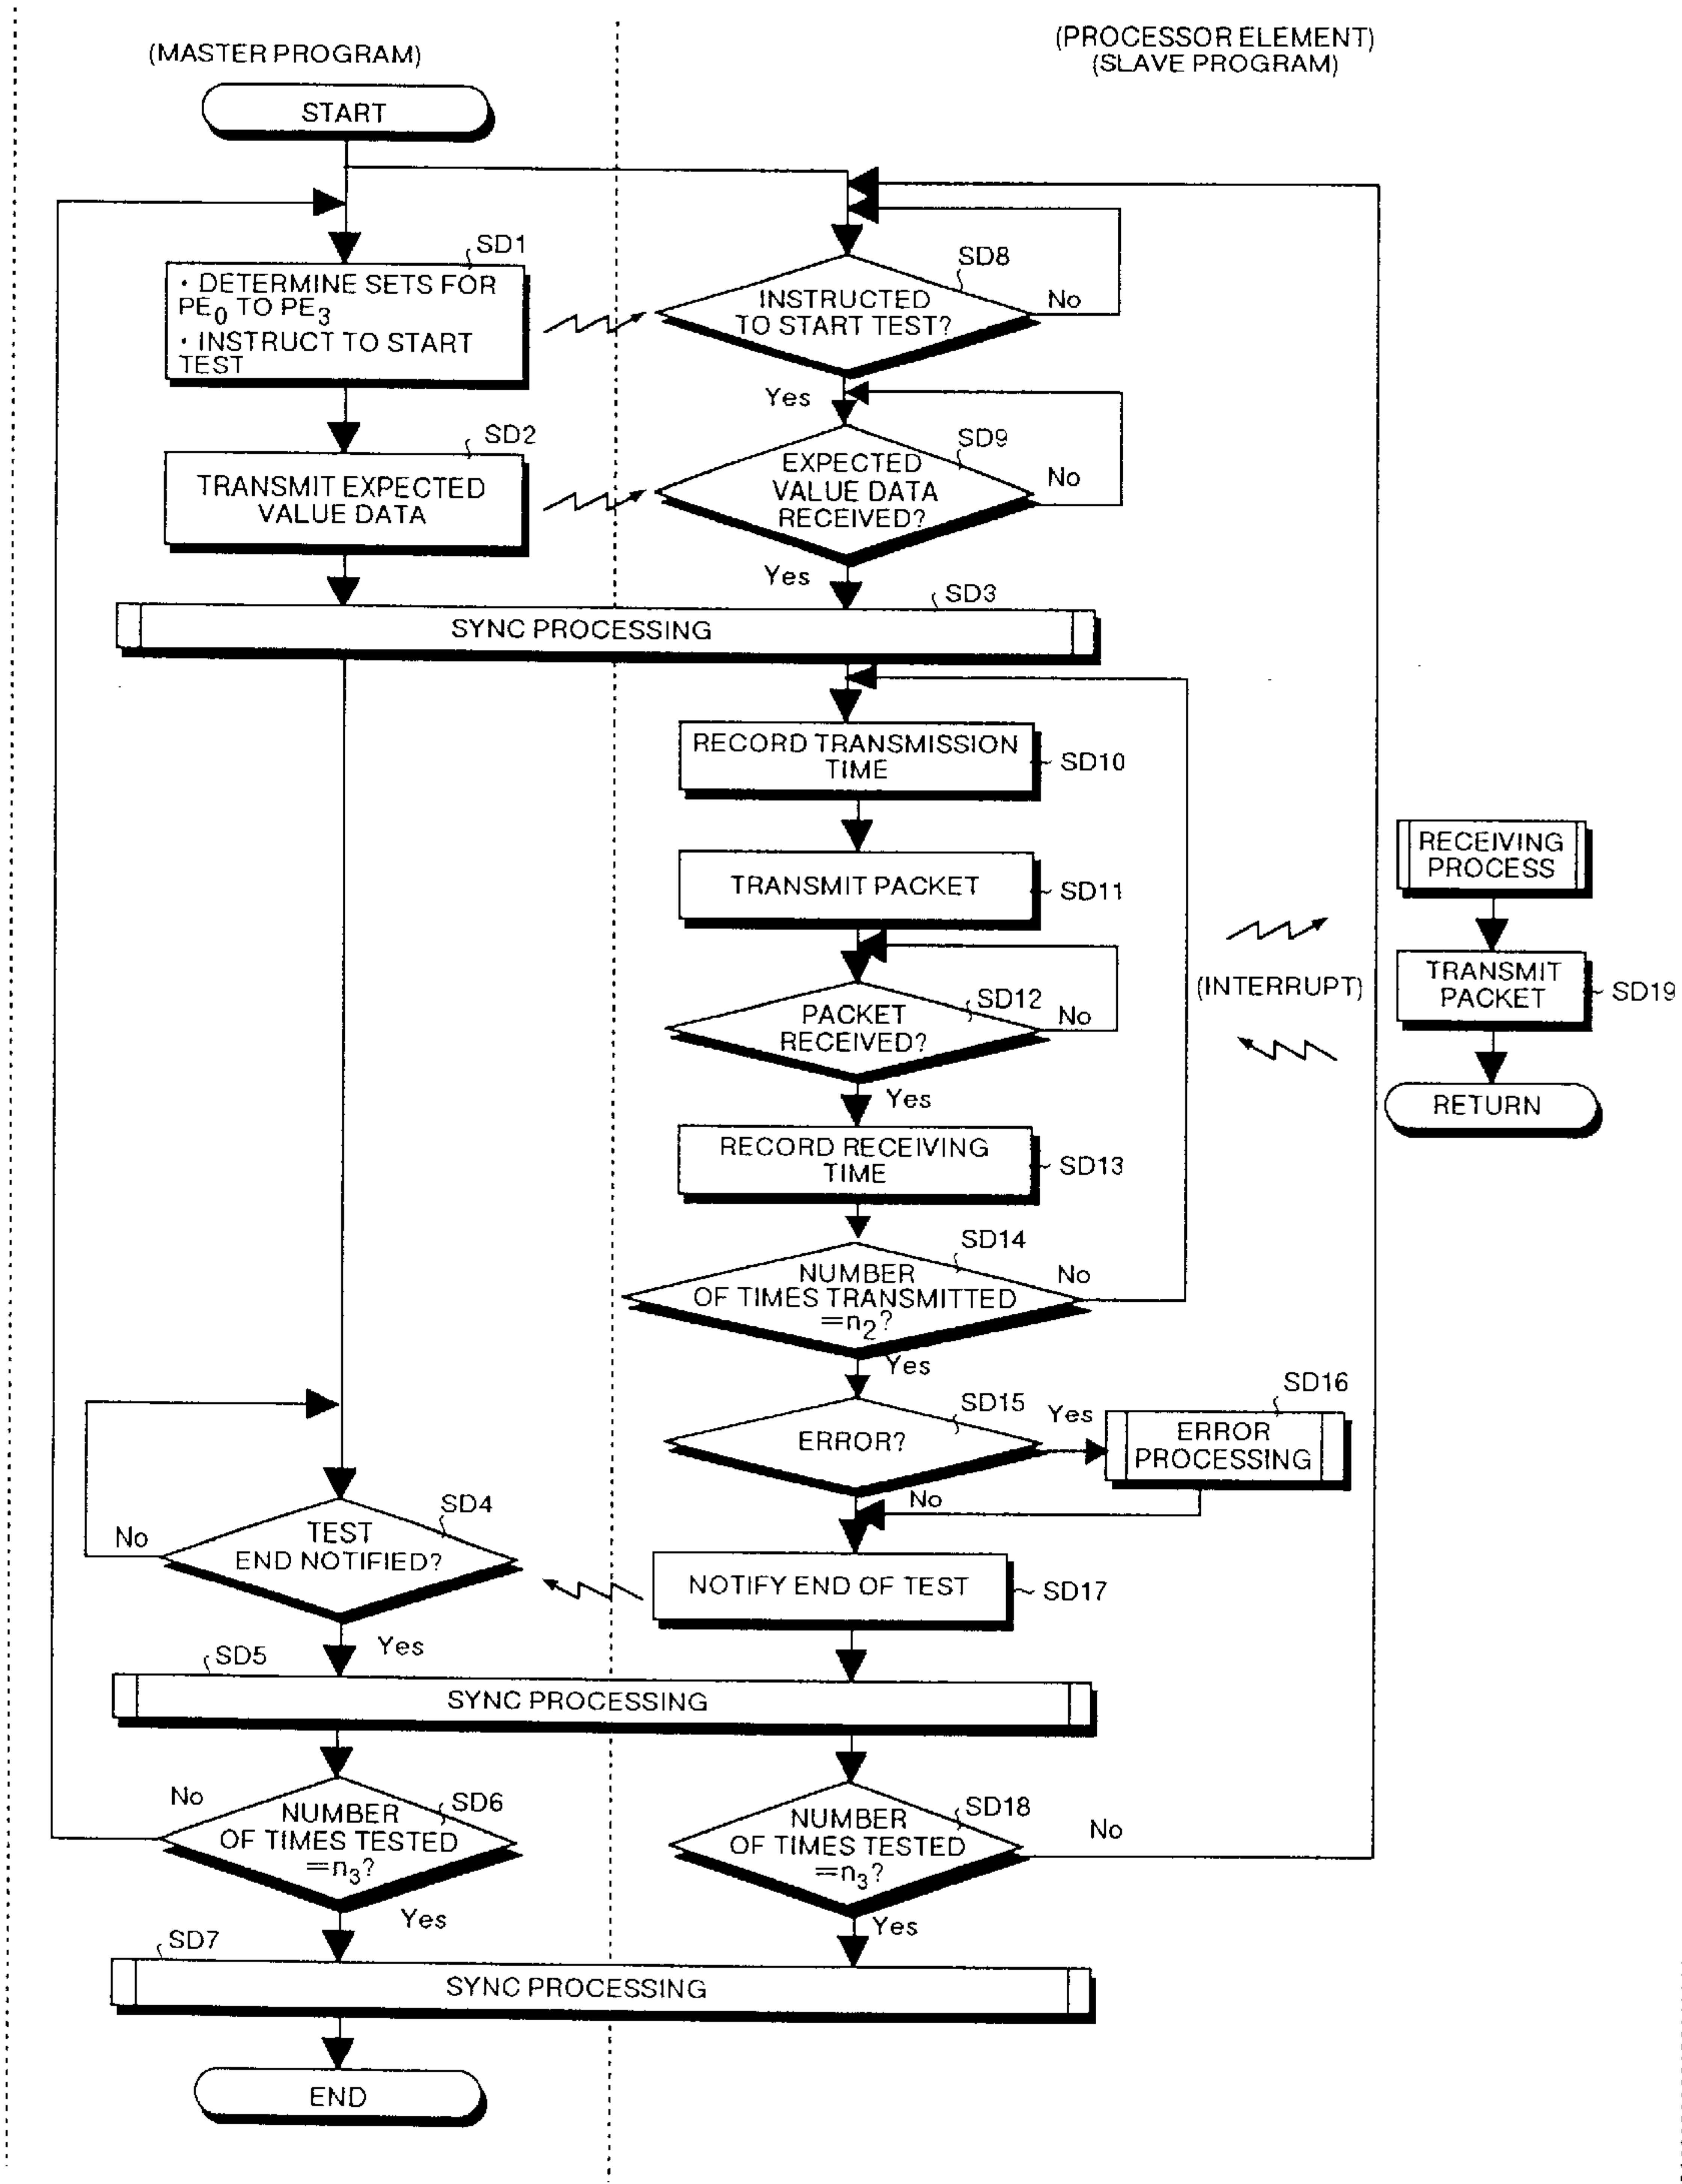 (MASTER PROGRAM)
(PROCESSOR ELEMENT)
(SLAVE PROGRAM)
START
SD1
• DETERMINE SETS FOR
PE0 TO PE3
• INSTRUCT TO START
TEST
SD8
INSTRUCTED
TO START TEST?
No
Yes
SD2
TRANSMIT EXPECTED
VALUE DATA
SD9
EXPECTED
VALUE DATA
RECEIVED?
No
Yes
SD3
SYNC PROCESSING
RECORD TRANSMISSION
TIME
SD10
TRANSMIT PACKET
SD11
SD12
PACKET
RECEIVED?
No
Yes
RECEIVING
PROCESS
(INTERRUPT)
TRANSMIT
PACKET
SD19
RETURN
RECORD RECEIVING
TIME
SD13
SD14
NUMBER
OF TIMES TRANSMITTED
=n2?
No
Yes
SD15
ERROR?
Yes
No
SD16
ERROR
PROCESSING
SD4
TEST
END NOTIFIED?
No
Yes
NOTIFY END OF TEST
SD17
SD5
SYNC PROCESSING
SD6
NUMBER
OF TIMES TESTED
=n3?
No
Yes
SD18
NUMBER
OF TIMES TESTED
=n3?
No
Yes
SD7
SYNC PROCESSING
END